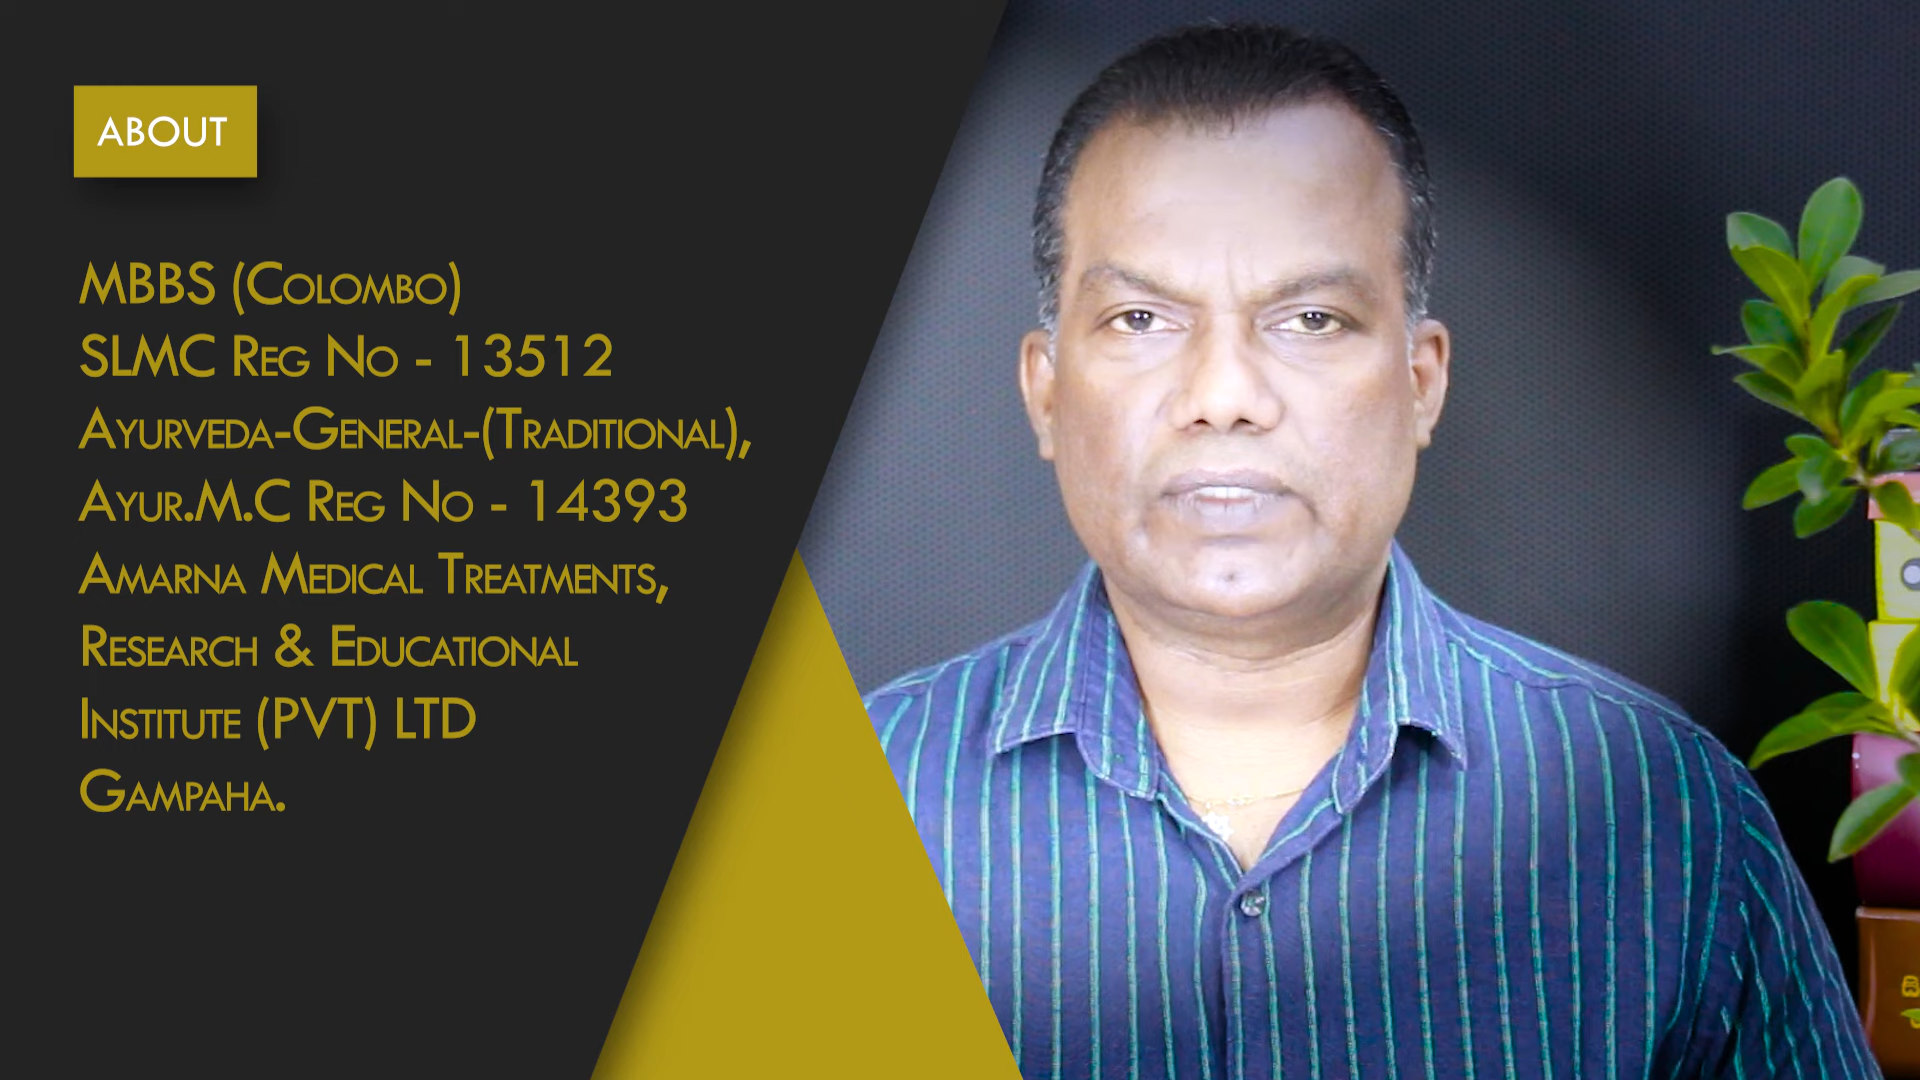 ABOUT
MBBS (Colombo)
SLMC Reg No - 13512
Ayurveda-General-(Traditional),
Ayur.M.C Reg No - 14393
Amarna Medical Treatments,
Research & Educational
Institute (PVT) LTD
Gampaha.